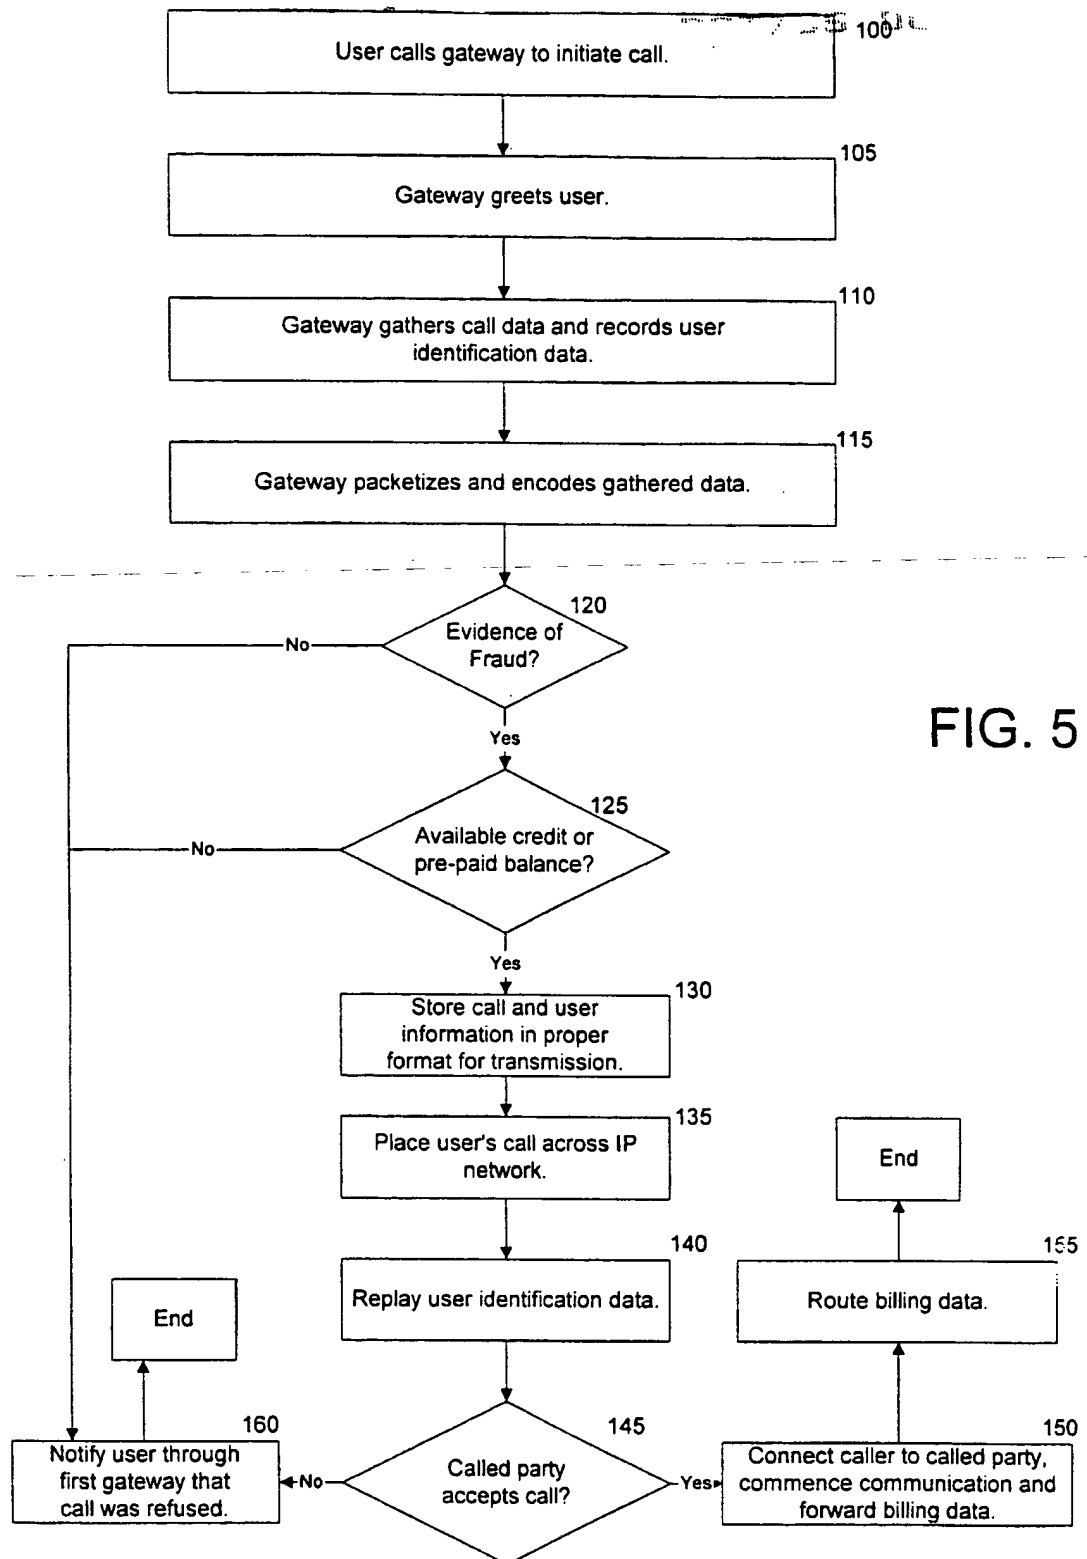 100
User calls gateway to initiate call.
105
Gateway greets user.
110
Gateway gathers call data and records user
identification data.
115
Gateway packetizes and encodes gathered data.
120
Evidence of
Fraud?
No
Yes
FIG. 5
125
Available credit or
pre-paid balance?
No
Yes
130
Store call and user
information in proper
format for transmission.
135
Place user's call across IP
network.
End
140
Replay user identification data.
155
Route billing data.
End
145
Called party
accepts call?
No
Yes
160
Notify user through
first gateway that
call was refused.
150
Connect caller to called party,
commence communication and
forward billing data.